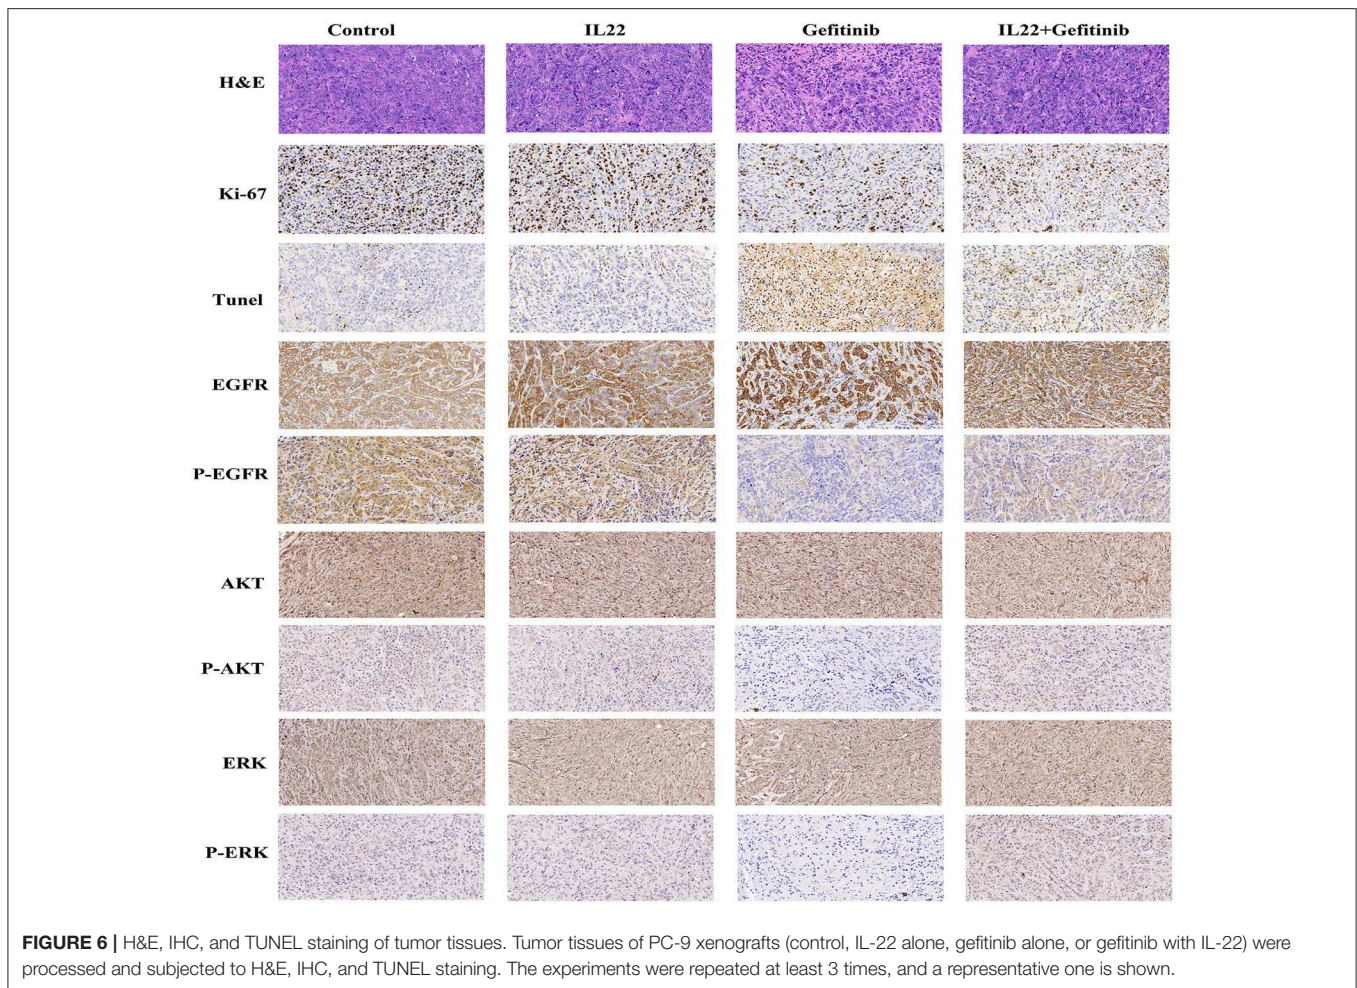 Control IL22 Gefitinib IL22+Gefitinib
H&E
Ki-67
Tunel
EGFR
P-EGFR
AKT
P-AKT
ERK
P-ERK
FIGURE 6 | H&E, IHC, and TUNEL staining of tumor tissues. Tumor tissues of PC-9 xenografts (control, IL-22 alone, gefitinib alone, or gefitinib with IL-22) were
processed and subjected to H&E, IHC, and TUNEL staining. The experiments were repeated at least 3 times, and a representative one is shown.